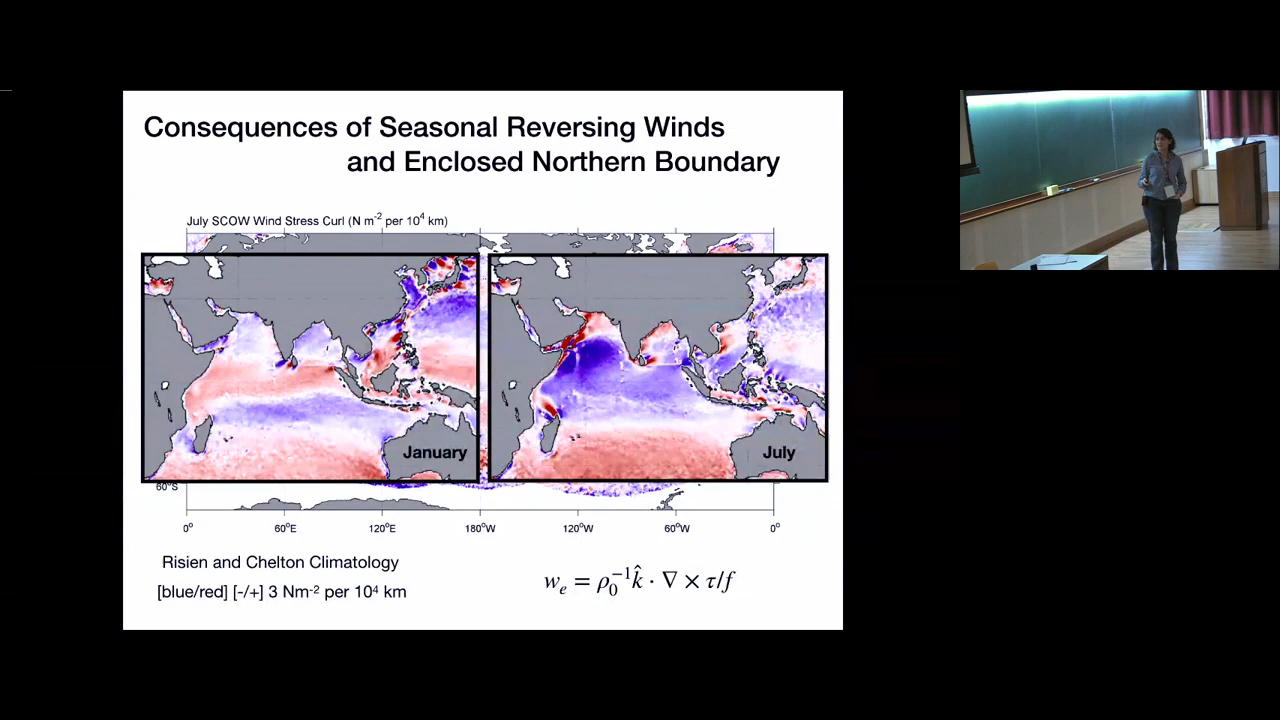 Consequences of Seasonal Reversing Winds
and Enclosed Northern Boundary
July SCOW Wind Stress Curl (N m⁻² per 10⁴ km)
January
July
60°S
0°
60°E
120°E
180°W
120°W
60°W
0°
Risien and Chelton Climatology
[blue/red] [-/+] 3 Nm⁻² per 10⁴ km
wₑ = ρ₀⁻¹k̂ · ∇ × τ/f